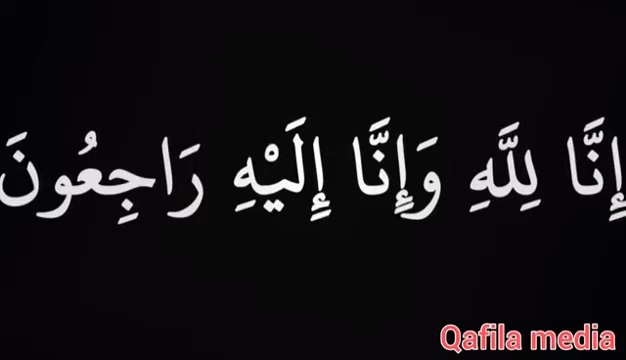 إِنَّا لِلَّهِ وَإِنَّا إِلَيْهِ رَاجِعُونَ
Qafila media